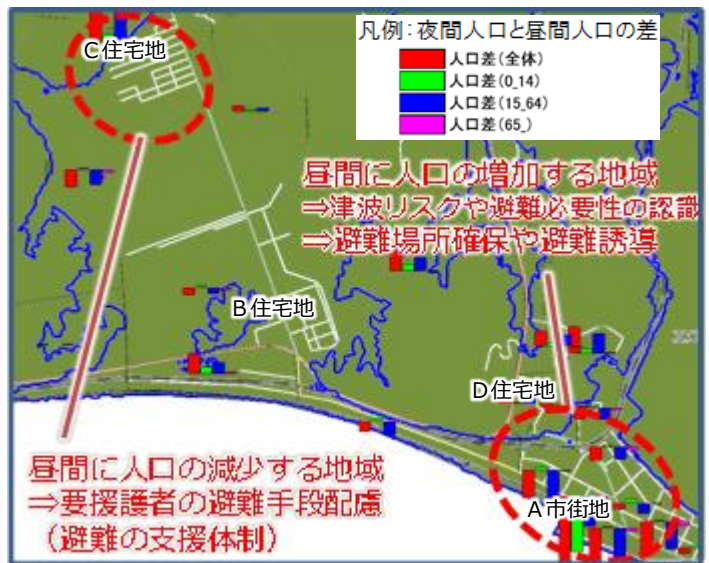 凡例：夜間人口と昼間人口の差
人口差(全体)
人口差(0_14)
人口差(15_64)
人口差(65_)
C住宅地
昼間に人口の増加する地域
⇒津波リスクや避難必要性の認識
⇒避難場所確保や避難誘導
B住宅地
D住宅地
A市街地
昼間に人口の減少する地域
⇒要援護者の避難手段配慮
（避難の支援体制）